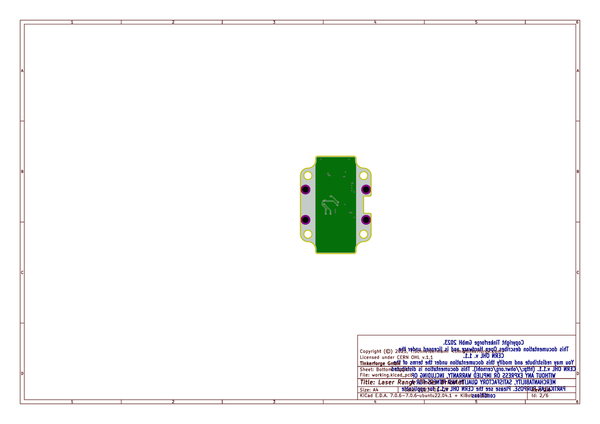 1 2 3 4 5 6
A A
B B
C C
D D
1 2 3 4 5 6
Copyright Tinkerforge GmbH 2023.
This documentation describes Open Hardware and is licensed under the
CERN OHL v. 1.1.
You may redistribute and modify this documentation under the terms of the
CERN OHL v.1.1. (http://ohwr.org/cernohl). This documentation is distributed
WITHOUT ANY EXPRESS OR IMPLIED WARRANTY, INCLUDING OF
MERCHANTABILITY, SATISFACTORY QUALITY AND FITNESS FOR A
PARTICULAR PURPOSE. Please see the CERN OHL v.1.1 for applicable
conditions
Copyright (©) 2023,
Licensed under CERN OHL v.1.1
Tinkerforge GmbH
Sheet: Bottom
File: working.kicad_pcb
Title: Laser Range
Size: A4
KiCad E.D.A. 7.0.6-7.0.6~ubuntu22.04.1 + KiBot
Id: 2/6